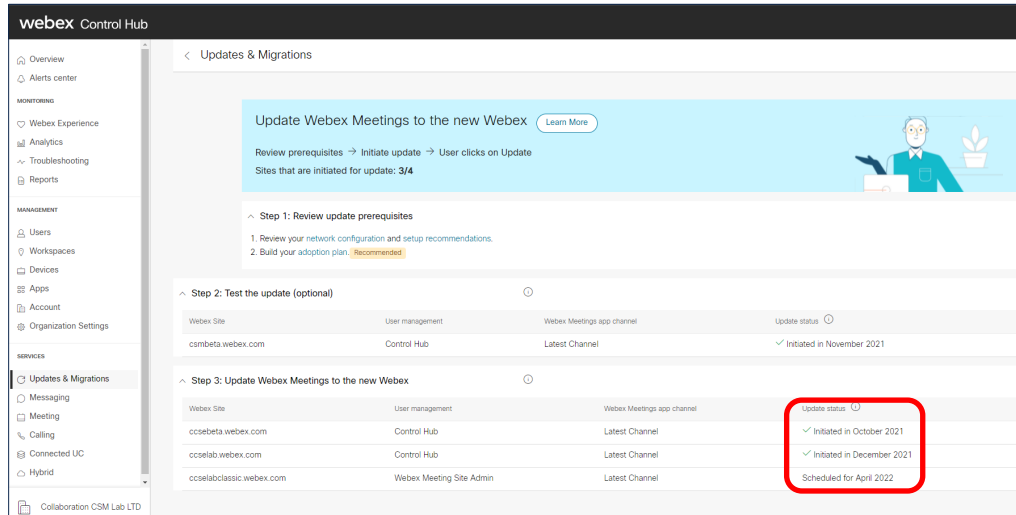 webex Control Hub
Overview
Alerts center
MONITORING
Webex Experience
Analytics
Troubleshooting
Reports
MANAGEMENT
Users
Workspaces
Devices
Apps
Account
Organization Settings
SERVICES
Updates & Migrations
Messaging
Meeting
Calling
Connected UC
Hybrid
Collaboration CSM Lab LTD
Updates & Migrations
Update Webex Meetings to the new Webex Learn More
Review prerequisites → Initiate update → User clicks on Update
Sites that are initiated for update: 3/4
Step 1: Review update prerequisites
1. Review your network configuration and setup recommendations.
2. Build your adoption plan. Recommended
Step 2: Test the update (optional)
Webex Site User management Webex Meetings app channel Update status
csmbeta.webex.com Control Hub Latest Channel Initiated in November 2021
Step 3: Update Webex Meetings to the new Webex
Webex Site User management Webex Meetings app channel Update status
ccsebeta.webex.com Control Hub Latest Channel Initiated in October 2021
ccselab.webex.com Control Hub Latest Channel Initiated in December 2021
ccselabclassic.webex.com Webex Meeting Site Admin Latest Channel Scheduled for April 2022